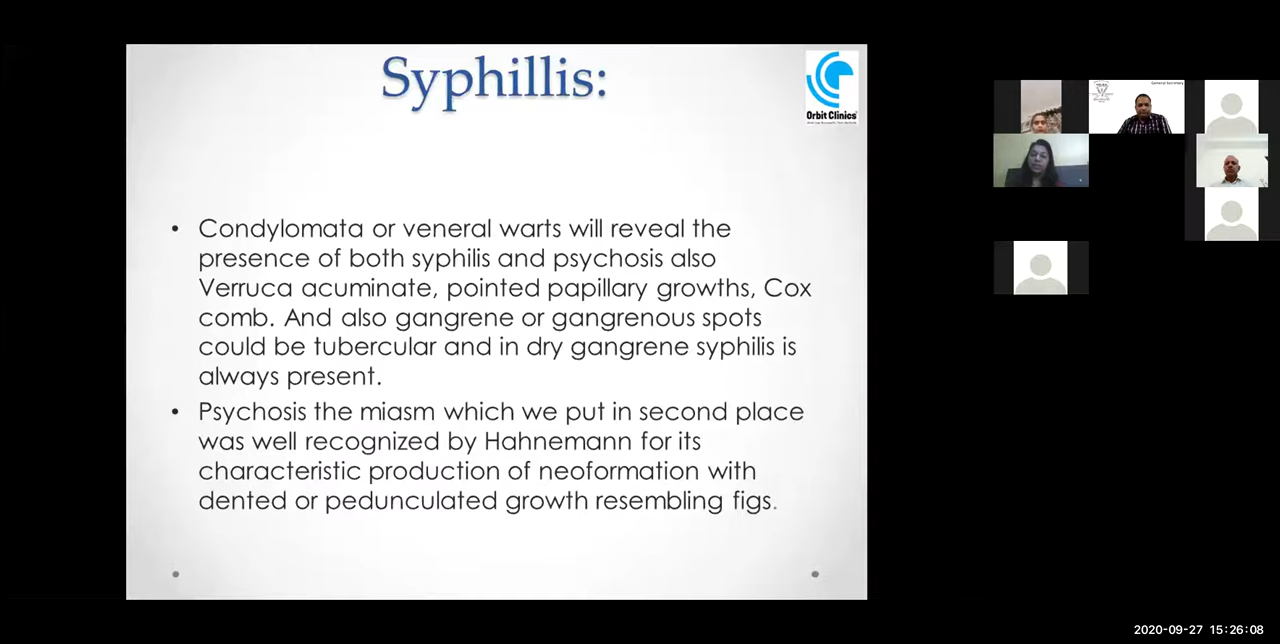 Syphillis:
Orbit Clinics
• Condylomata or veneral warts will reveal the
presence of both syphilis and psychosis also
Verruca acuminate, pointed papillary growths, Cox
comb. And also gangrene or gangrenous spots
could be tubercular and in dry gangrene syphilis is
always present.
• Psychosis the miasm which we put in second place
was well recognized by Hahnemann for its
characteristic production of neoformation with
dented or pedunculated growth resembling figs.
General Secretary
2020-09-27 15:26:08